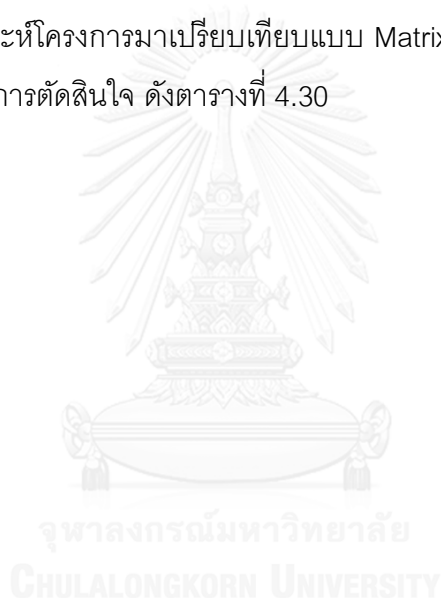 ะห์โครงการมาเปรียบเทียบแบบ Matrix
การตัดสินใจ ดังตารางที่ 4.30
จุฬาลงกรณ์มหาวิทยาลัย
CHULALONGKORN UNIVERSITY